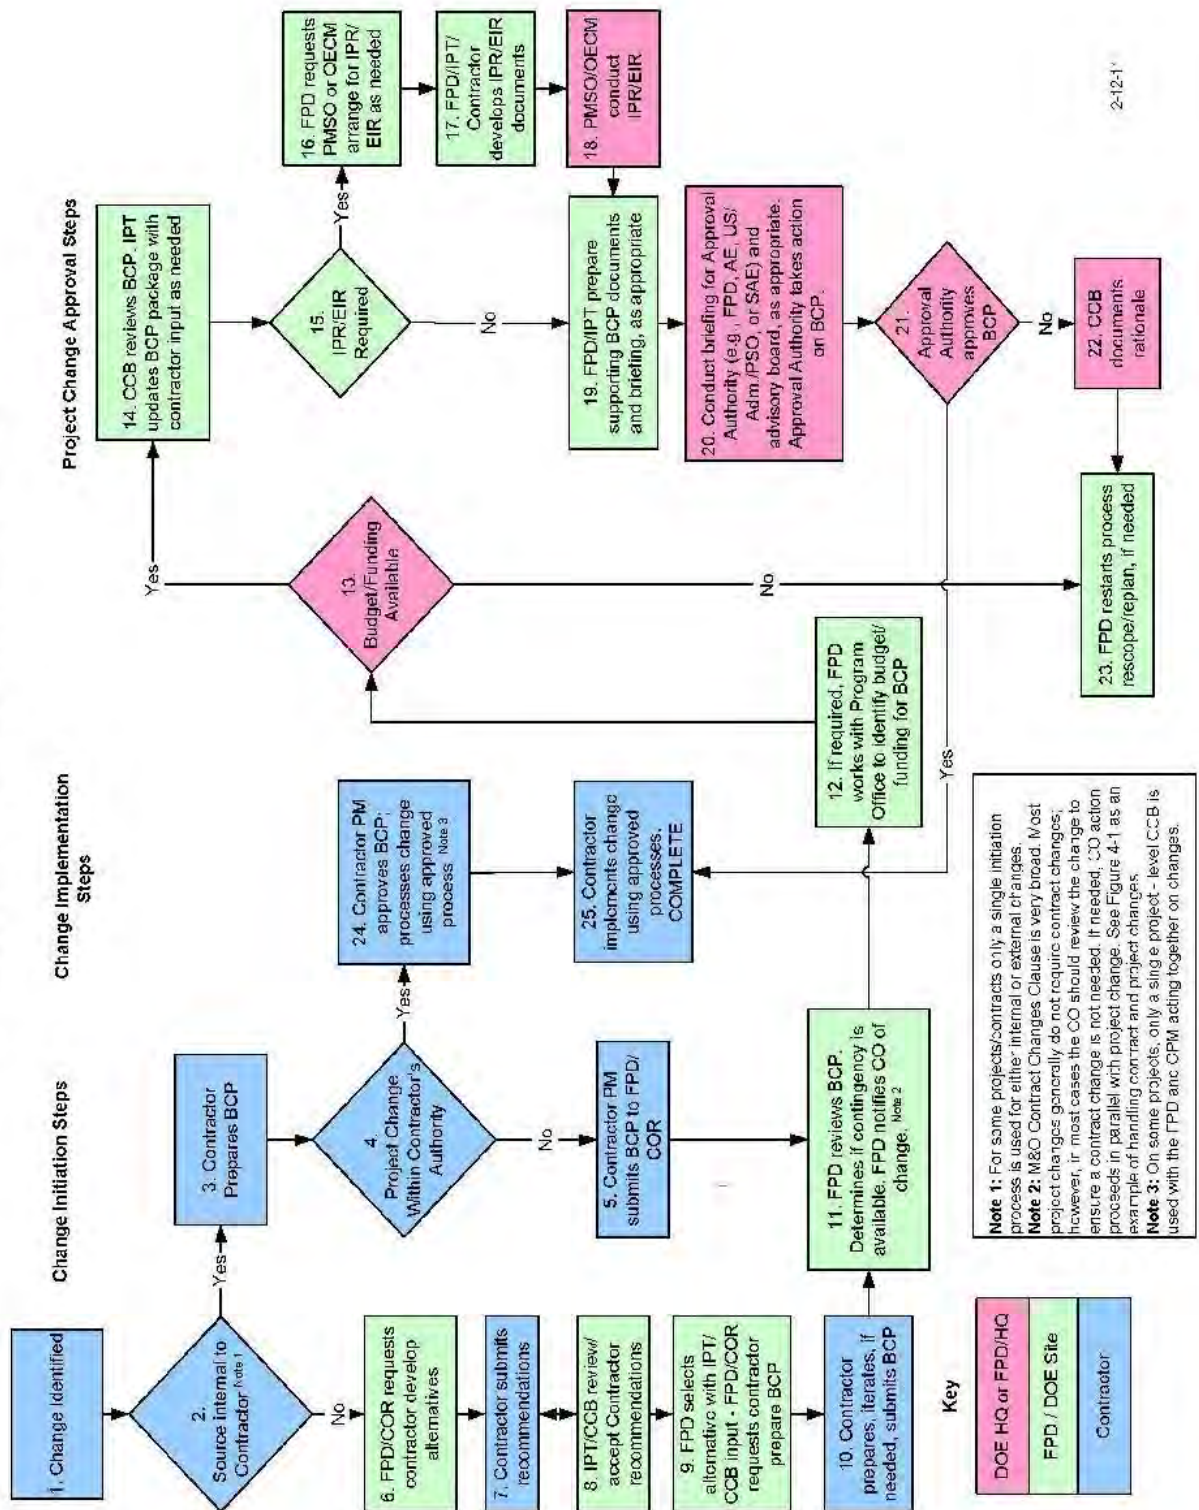 Change Initiation Steps
Change Implementation
Steps
Project Change Approval Steps
1. Change Identified
2.
Source Internal to
Contractor Note 1
Yes
No
3. Contractor
Prepares BCP
4.
Project Change
Within Contractor's
Authority
Yes
No
5. Contractor PM
submits BCP to FPD/
COR
6. FPD/COR requests
contractor develop
alternatives
7. Contractor submits
recommendations
8. IPT/CCB review/
accept Contractor
recommendations
9. FPD selects
alternative with IPT/
CCB input - FPD/COR
requests contractor
prepare BCP
10. Contractor
prepares, iterates, if
needed, submits BCP
11. FPD reviews BCP.
Determines if contingency is
available. FPD notifies CO of
change. Note 2
12. If required, FPD
works with Program
Office to identify budget/
funding for BCP
13.
Budget/Funding
Available
Yes
No
14. CCB reviews BCP. IPT
updates BCP package with
contractor input as needed
15.
IPR/EIR
Required
Yes
No
16. FPD requests
PMSO or OECM
arrange for IPR/
EIR as needed
17. FPD/IPT/
Contractor
develops IPR/EIR
documents
18. PMSO/OECM
conduct
IPR/EIR
19. FPD/IPT prepare
supporting BCP documents
and briefing, as appropriate
20. Conduct briefing for Approval
Authority (e.g., FPD, AE, US/
Adm./PSO, or SAE) and
advisory board, as appropriate.
Approval Authority takes action
on BCP.
21.
Approval
Authority
approves
BCP
Yes
No
22. CCB
documents
rationale
23. FPD restarts process
rescope/replan, if needed
24. Contractor PM
approves BCP;
processes change
using approved
process Note 3
25. Contractor
implements change
using approved
processes.
COMPLETE
Key
DOE HQ or FPD/HQ
FPD / DOE Site
Contractor
Note 1: For some projects/contracts only a single initiation
process is used for either internal or external changes.
Note 2: M&O Contract Changes Clause is very broad. Most
project changes generally do not require contract changes;
however, in most cases the CO should review the change to
ensure a contract change is not needed. If needed, CO action
proceeds in parallel with project change. See Figure 4-1 as an
example of handling contract and project changes.
Note 3: On some projects, only a single project - level CCB is
used with the FPD and CPM acting together on changes.